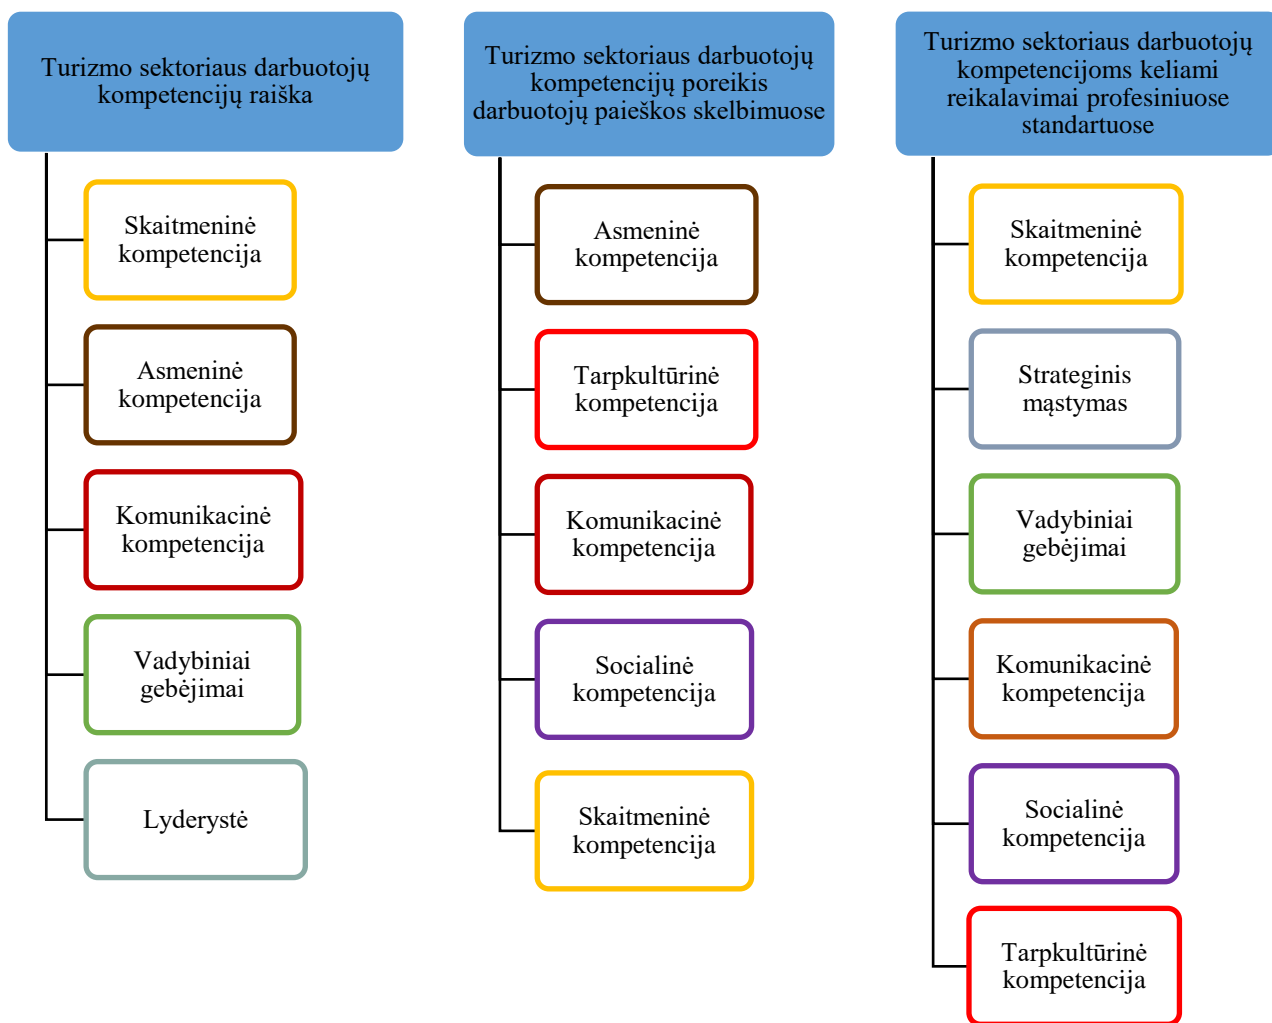 Turizmo sektoriaus darbuotojų
kompetencijų raiška
Skaitmeninė
kompetencija
Asmeninė
kompetencija
Komunikacinė
kompetencija
Vadybiniai
gebėjimai
Lyderystė
Turizmo sektoriaus darbuotojų
kompetencijų poreikis
darbuotojų paieškos skelbimuose
Asmeninė
kompetencija
Tarpkultūrinė
kompetencija
Komunikacinė
kompetencija
Socialinė
kompetencija
Skaitmeninė
kompetencija
Turizmo sektoriaus darbuotojų
kompetencijoms keliami
reikalavimai profesiniuose
standartuose
Skaitmeninė
kompetencija
Strateginis
mąstymas
Vadybiniai
gebėjimai
Komunikacinė
kompetencija
Socialinė
kompetencija
Tarpkultūrinė
kompetencija